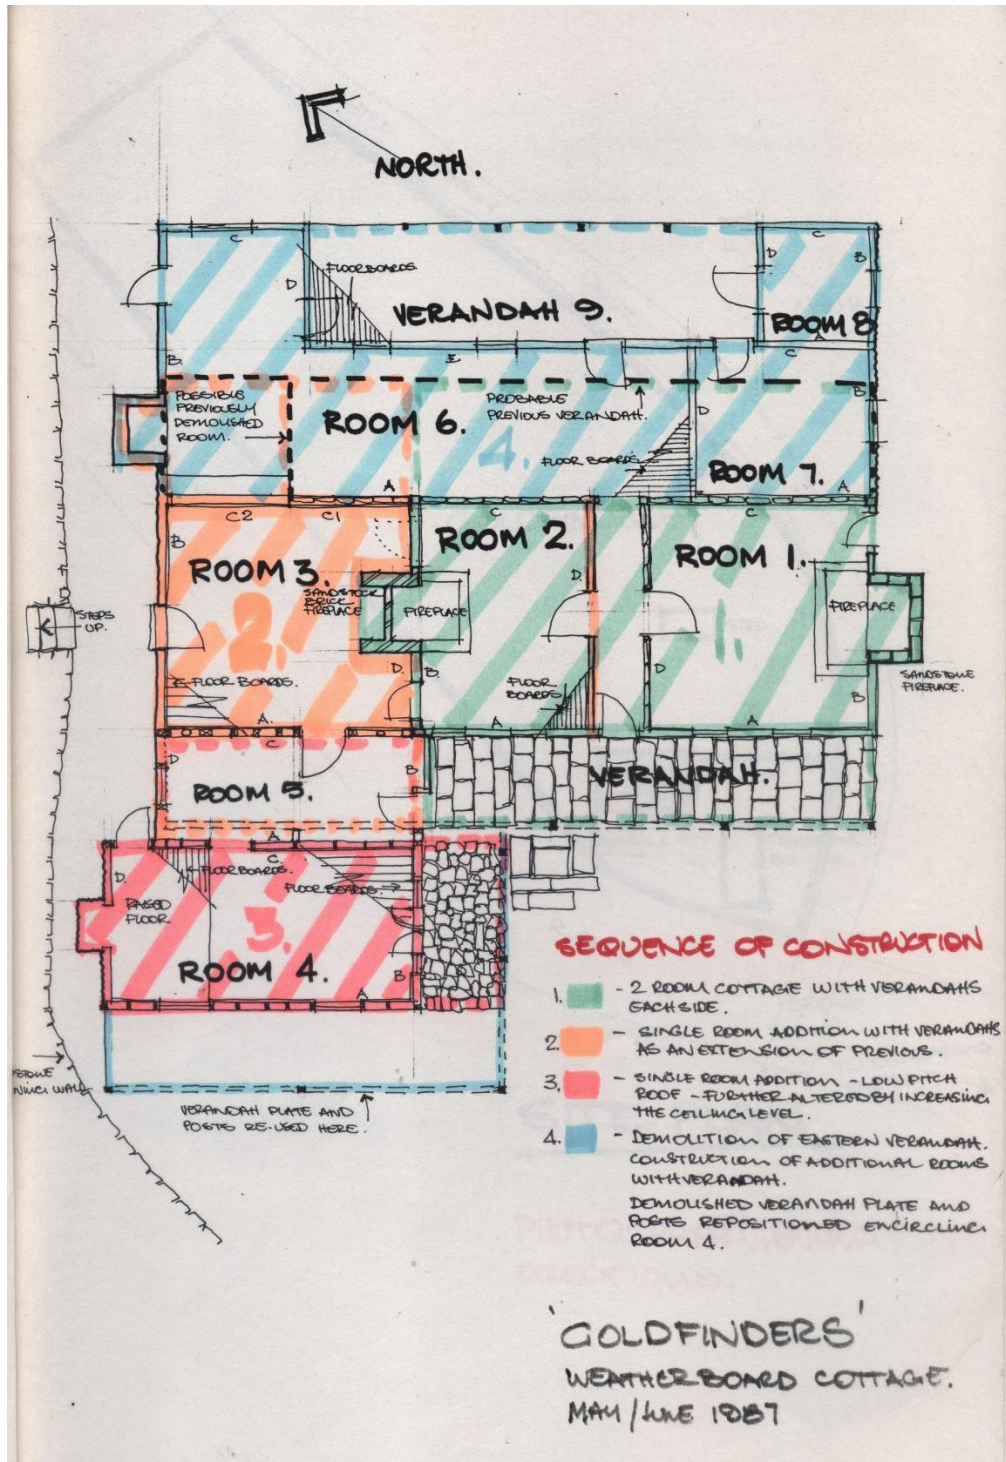 NORTH.
C
C
FLOORBOARDS.
D
D
B
VERANDAH 9.
ROOM 8
A
B.
E
C
POSSIBLE
PREVIOUSLY
DEMOLISHED
ROOM.
ROOM 6.
PROBABLE
PREVIOUS VERANDAH.
D
B
4.
FLOOR BOARDS
ROOM 7.
A
A
C2
C1
C
C
B
ROOM 2.
ROOM 1.
ROOM 3.
D.
SANDSTOCK
BRICK
FIREPLACE
FIREPLACE
FIREPLACE
2.
1.
STEPS
UP.
D.
B.
D
SANDSTONE
FIREPLACE.
FLOOR BOARDS.
FLOOR
BOARDS
B
A.
A
A
C
D
B
ROOM 5.
VERANDAH.
A
C
D.
FLOORBOARDS.
FLOORBOARDS.
RAISED
FLOOR
3.
ROOM 4.
B
A
STONE
VERANDAH PLATE AND
POSTS RE-USED HERE.
SEQUENCE OF CONSTRUCTION
1. - 2 ROOM COTTAGE WITH VERANDAHS
EACH SIDE.
2. - SINGLE ROOM ADDITION WITH VERANDAHS
AS AN EXTENSION OF PREVIOUS.
3, - SINGLE ROOM ADDITION - LOW PITCH
ROOF - FURTHER ALTERED BY INCREASING
THE CEILING LEVEL.
4. - DEMOLITION OF EASTERN VERANDAH.
CONSTRUCTION OF ADDITIONAL ROOMS
WITH VERANDAH.
DEMOLISHED VERANDAH PLATE AND
POSTS REPOSITIONED ENCIRCLING
ROOM 4.
'GOLDFINDERS'
WEATHERBOARD COTTAGE.
MAY/JUNE 1987